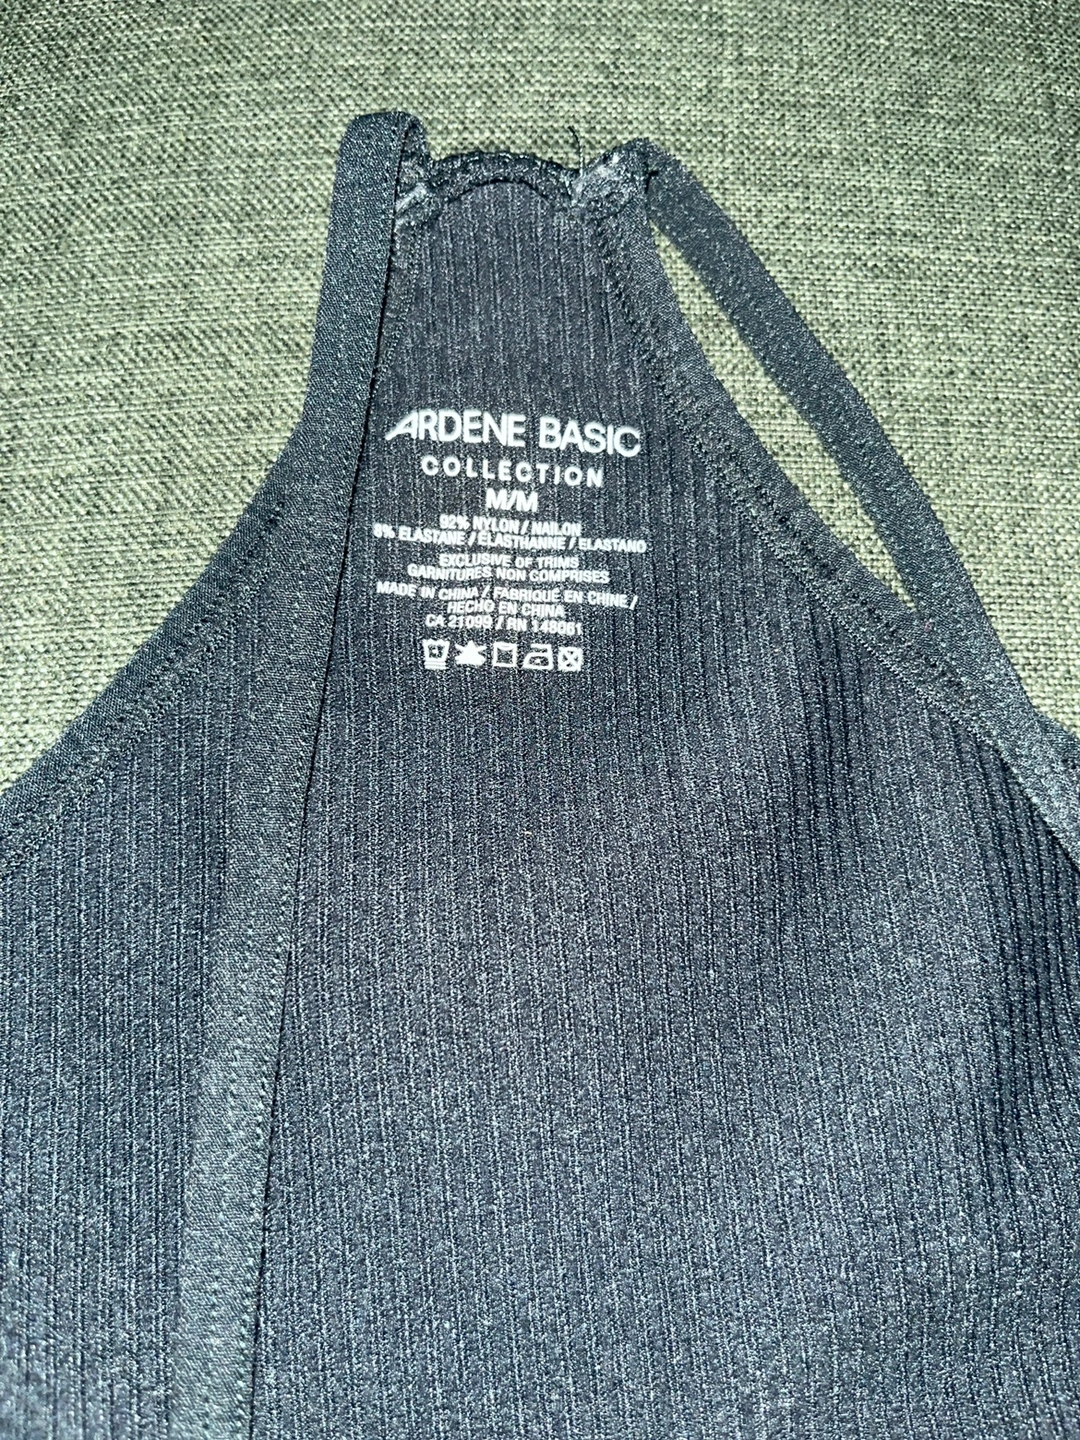 ARDENE BASIC
COLLECTION
M/M
92% NYLON / NAILON
8% ELASTANE / ÉLASTHANNE / ELASTANO
EXCLUSIVE OF TRIMS
GARNITURES NON COMPRISES
MADE IN CHINA / FABRIQUÉ EN CHINE /
HECHO EN CHINA
CA 21099 / RN 148061